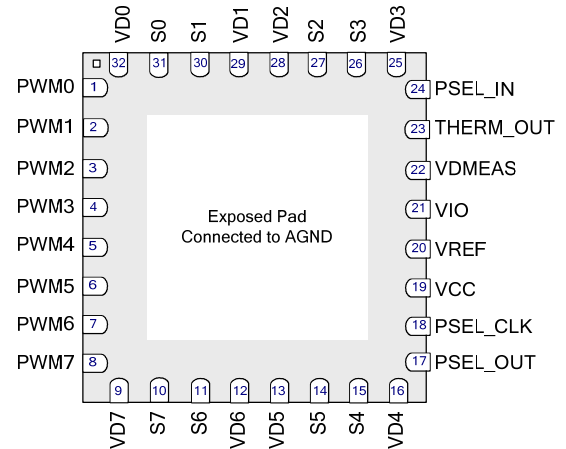 VD0 S0 S1 VD1 VD2 S2 S3 VD3
32 31 30 29 28 27 26 25
PWM0 1 24 PSEL_IN
PWM1 2 23 THERM_OUT
PWM2 3 22 VDMEAS
PWM3 4 21 VIO
Exposed Pad
Connected to AGND
PWM4 5 20 VREF
PWM5 6 19 VCC
PWM6 7 18 PSEL_CLK
PWM7 8 17 PSEL_OUT
9 10 11 12 13 14 15 16
VD7 S7 S6 VD6 VD5 S5 S4 VD4